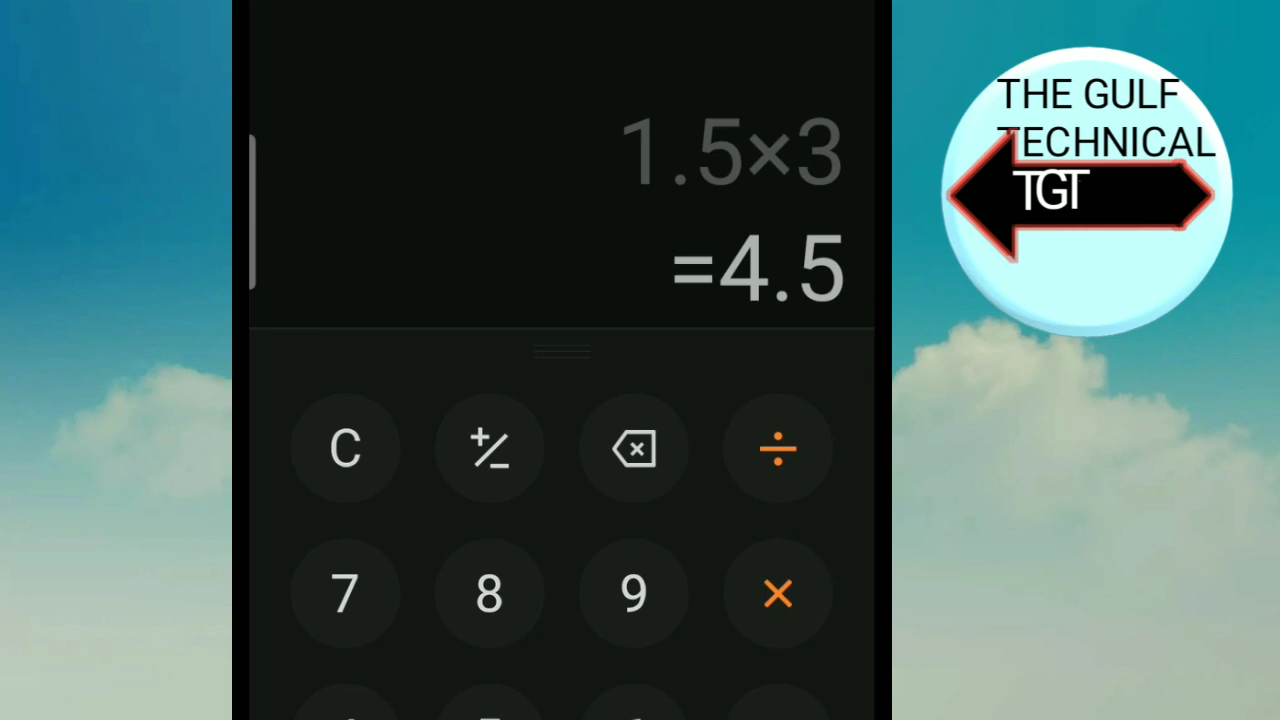 1.5×3
=4.5
C
+/−
÷
7
8
9
×
THE GULF
TECHNICAL
TGT